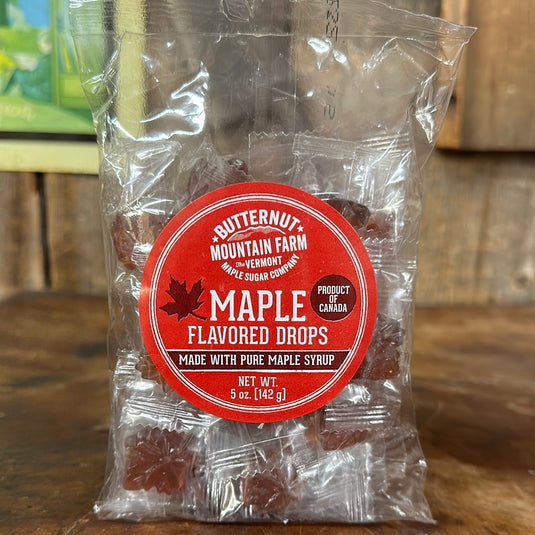 BUTTERNUT
MOUNTAIN FARM
THE VERMONT
MAPLE SUGAR COMPANY
MAPLE
PRODUCT
OF
CANADA
FLAVORED DROPS
MADE WITH PURE MAPLE SYRUP
NET WT.
5 oz. [142 g]